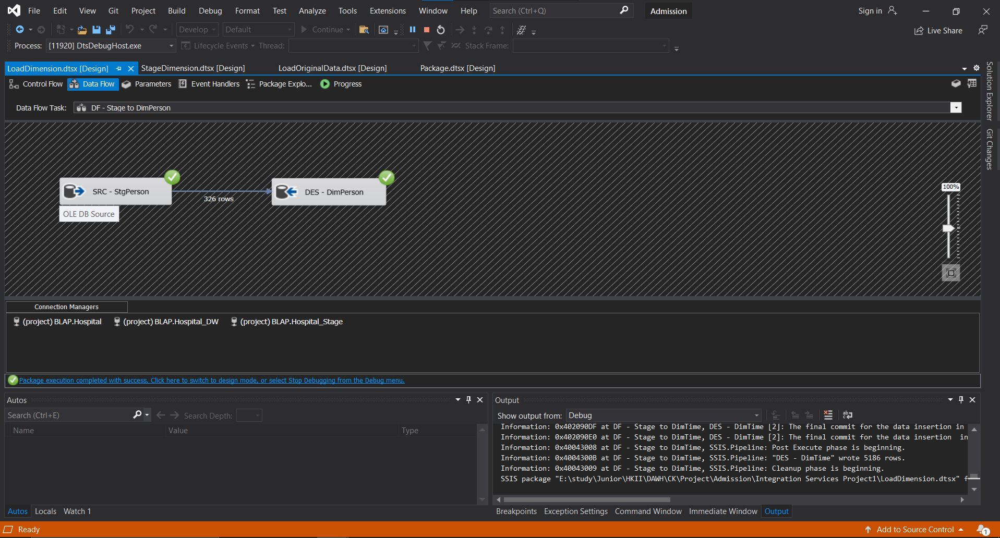 File Edit View Git Project Build Debug Format Test Analyze Tools Extensions Window Help Search (Ctrl+Q) Admission Sign in
Develop Default Continue Live Share
Process: [11920] DtsDebugHost.exe Lifecycle Events Thread: Stack Frame:
LoadDimension.dtsx [Design] StageDimension.dtsx [Design] LoadOriginalData.dtsx [Design] Package.dtsx [Design]
Control Flow Data Flow Parameters Event Handlers Package Explo... Progress
Data Flow Task: DF - Stage to DimPerson
Solution Explorer
Git Changes
SRC - StgPerson
326 rows
DES - DimPerson
OLE DB Source
100%
Connection Managers
(project) BLAP.Hospital (project) BLAP.Hospital_DW (project) BLAP.Hospital_Stage
Package execution completed with success. Click here to switch to design mode, or select Stop Debugging from the Debug menu.
Autos
Search (Ctrl+E) Search Depth:
Name Value Type
Autos Locals Watch 1
Output
Show output from: Debug
Information: 0x402090DF at DF - Stage to DimTime, DES - DimTime [2]: The final commit for the data insertion in
Information: 0x402090E0 at DF - Stage to DimTime, DES - DimTime [2]: The final commit for the data insertion  in
Information: 0x40043008 at DF - Stage to DimTime, SSIS.Pipeline: Post Execute phase is beginning.
Information: 0x4004300B at DF - Stage to DimTime, SSIS.Pipeline: "DES - DimTime" wrote 5186 rows.
Information: 0x40043009 at DF - Stage to DimTime, SSIS.Pipeline: Cleanup phase is beginning.
SSIS package "E:\study\Junior\HKII\DAWH\CK\Project\Admission\Integration Services Project1\LoadDimension.dtsx" f
Breakpoints Exception Settings Command Window Immediate Window Output
Ready Add to Source Control 1